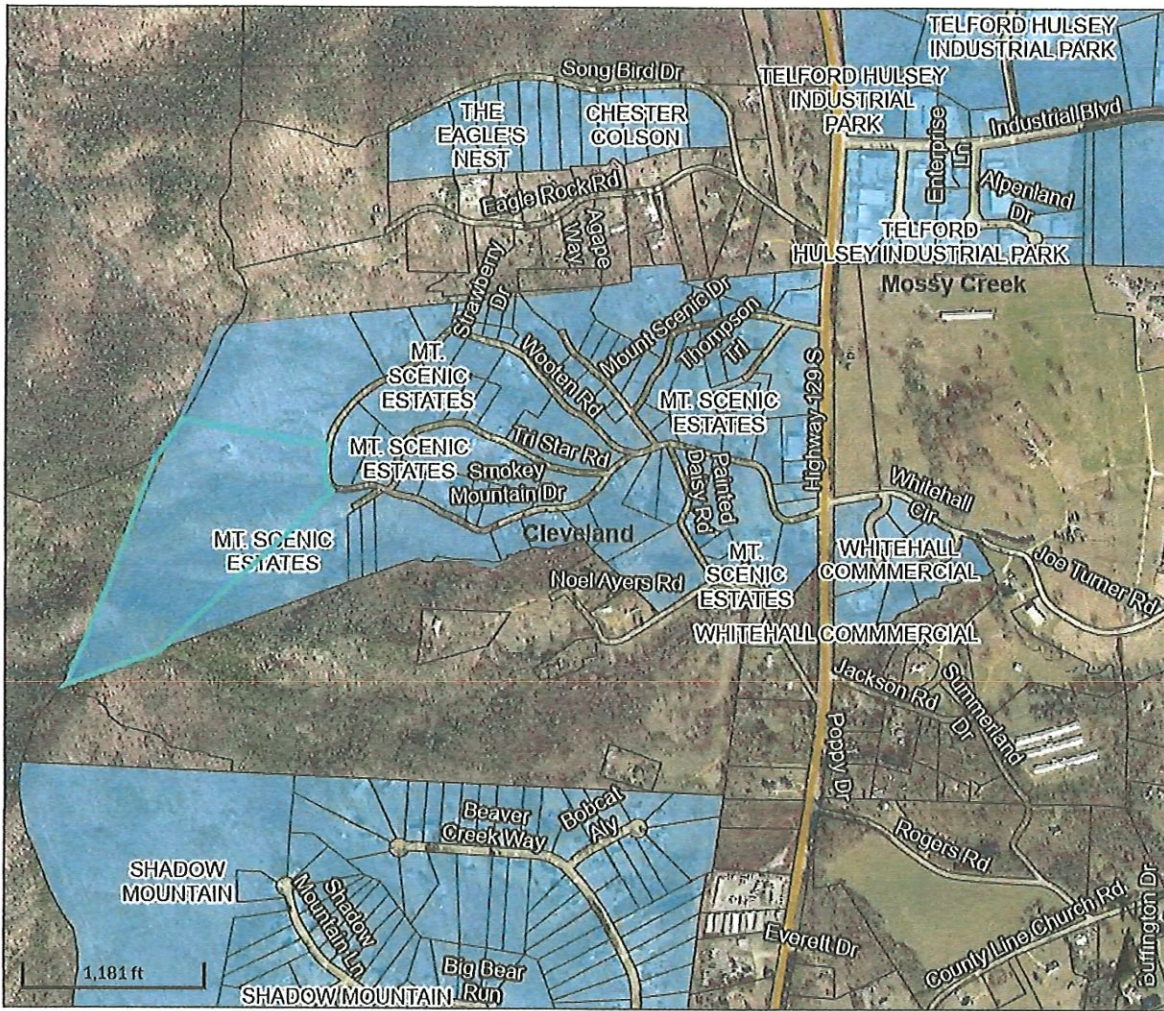 TELFORD HULSEY
INDUSTRIAL PARK
Song Bird Dr
TELFORD HULSEY
INDUSTRIAL
PARK
THE
EAGLE'S
NEST
CHESTER
COLSON
Industrial Blvd
Enterprise
Ln
Alpenland
Dr
Eagle Rock Rd
Agape
Way
TELFORD
HULSEY INDUSTRIAL PARK
Mossy Creek
Strawberry
Dr
Mount Scenic Dr
Thompson
Trl
Wooten Rd
MT.
SCENIC
ESTATES
MT. SCENIC
ESTATES
Highway 129 S
MT. SCENIC
ESTATES
Tri Star Rd
Smokey
Mountain Dr
Painted
Daisy Rd
Whitehall
Cir
Cleveland
MT. SCENIC
ESTATES
WHITEHALL
COMMMERCIAL
Joe Turner Rd
MT.
SCENIC
ESTATES
Noel Ayers Rd
WHITEHALL COMMMERCIAL
Jackson Rd
Summerland
Dr
Poppy Dr
Beaver
Creek Way
Bobcat
Aly
Rogers Rd
SHADOW
MOUNTAIN
Shadow
Mountain Ln
County Line Church Rd
Buffington Dr
Everett Dr
Big Bear
Run
1,181 ft
SHADOW MOUNTAIN